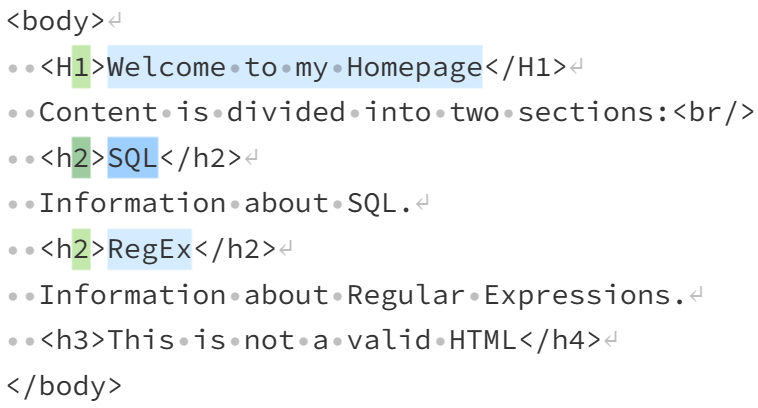 <body>
<H1>Welcome to my Homepage</H1>
Content is divided into two sections:<br/>
<h2>SQL</h2>
Information about SQL.
<h2>RegEx</h2>
Information about Regular Expressions.
<h3>This is not a valid HTML</h4>
</body>